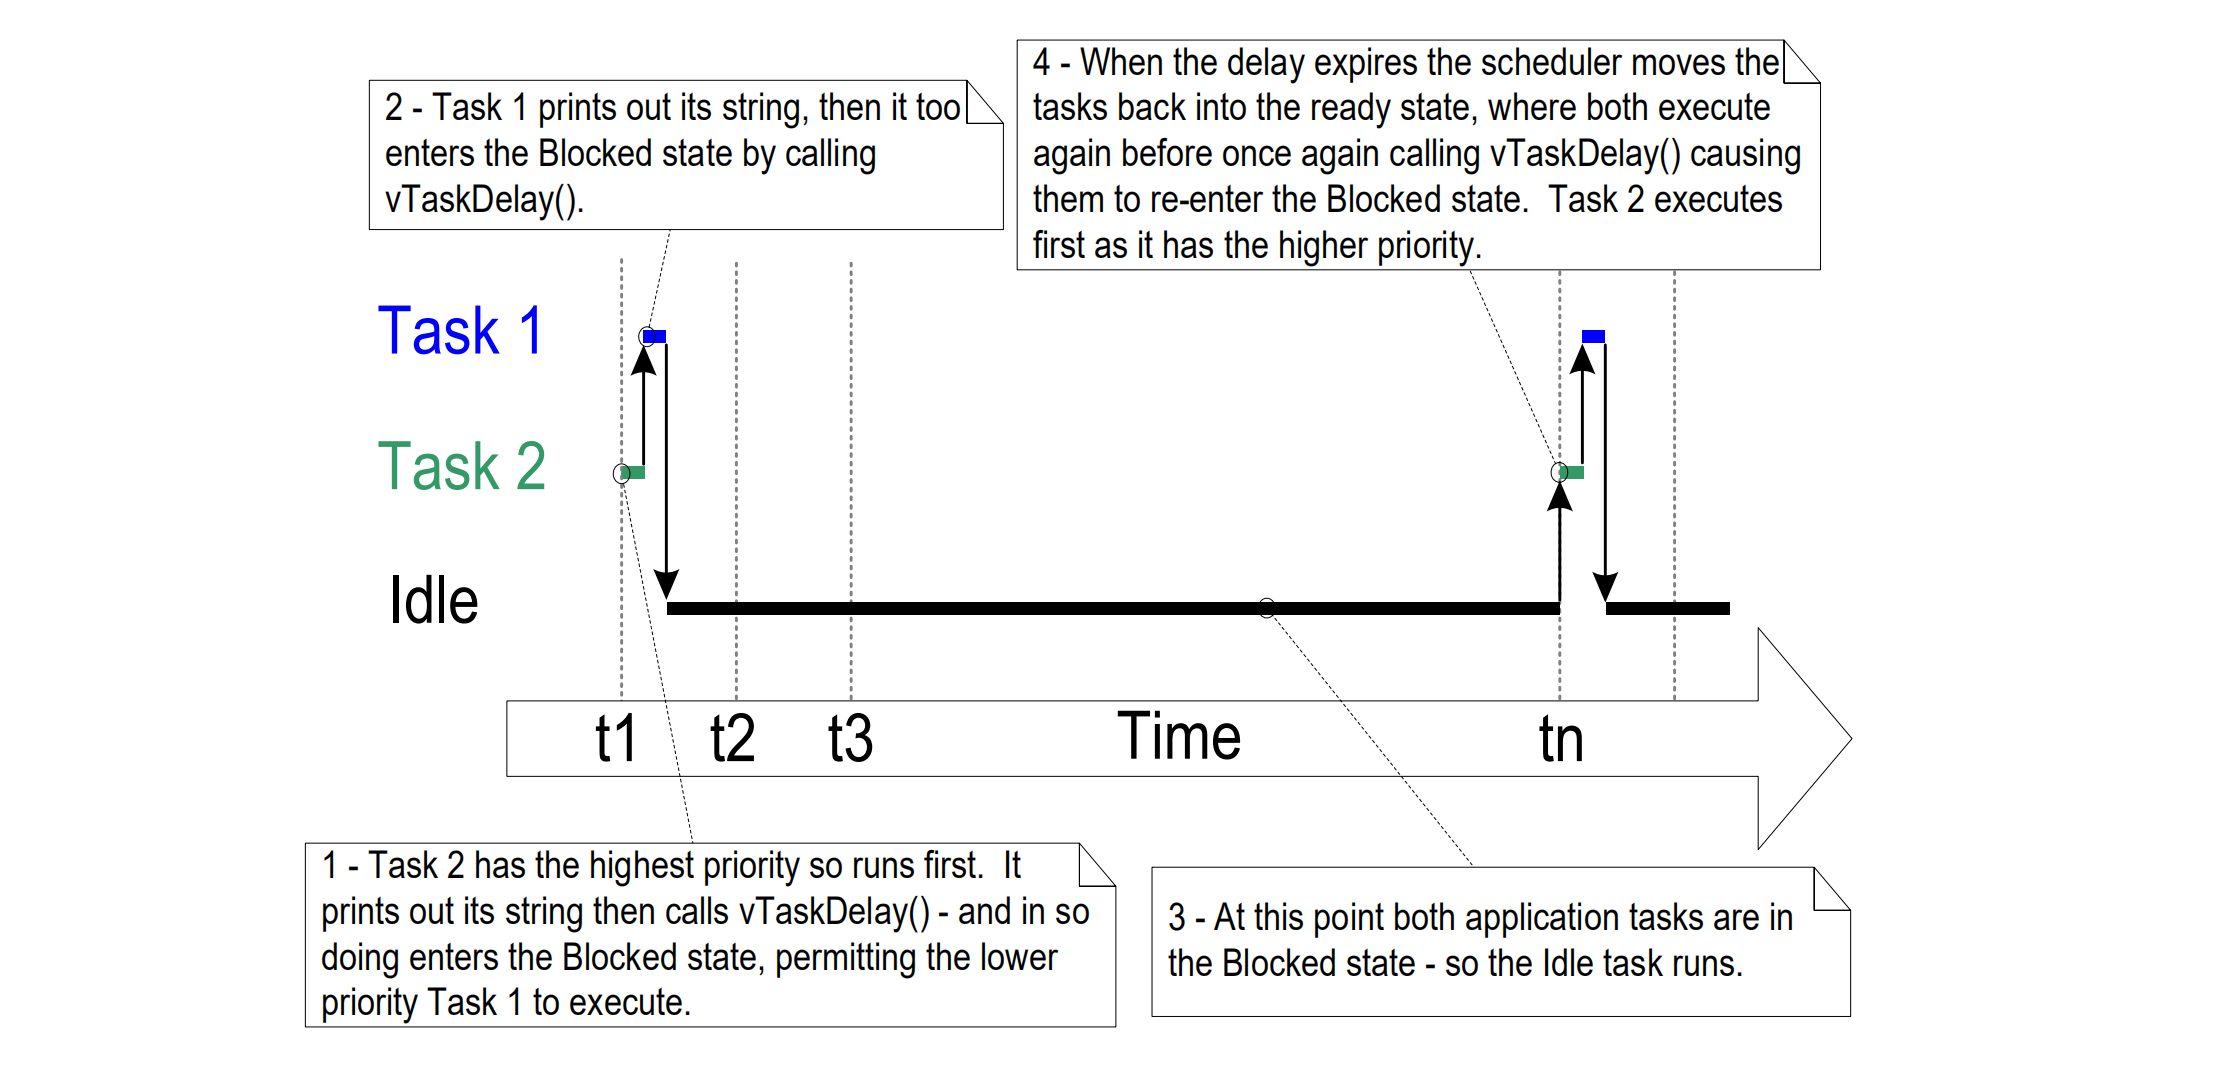 2 - Task 1 prints out its string, then it too
enters the Blocked state by calling
vTaskDelay().
4 - When the delay expires the scheduler moves the
tasks back into the ready state, where both execute
again before once again calling vTaskDelay() causing
them to re-enter the Blocked state.  Task 2 executes
first as it has the higher priority.
Task 1
Task 2
Idle
t1 t2 t3 Time tn
1 - Task 2 has the highest priority so runs first.  It
prints out its string then calls vTaskDelay() - and in so
doing enters the Blocked state, permitting the lower
priority Task 1 to execute.
3 - At this point both application tasks are in
the Blocked state - so the Idle task runs.